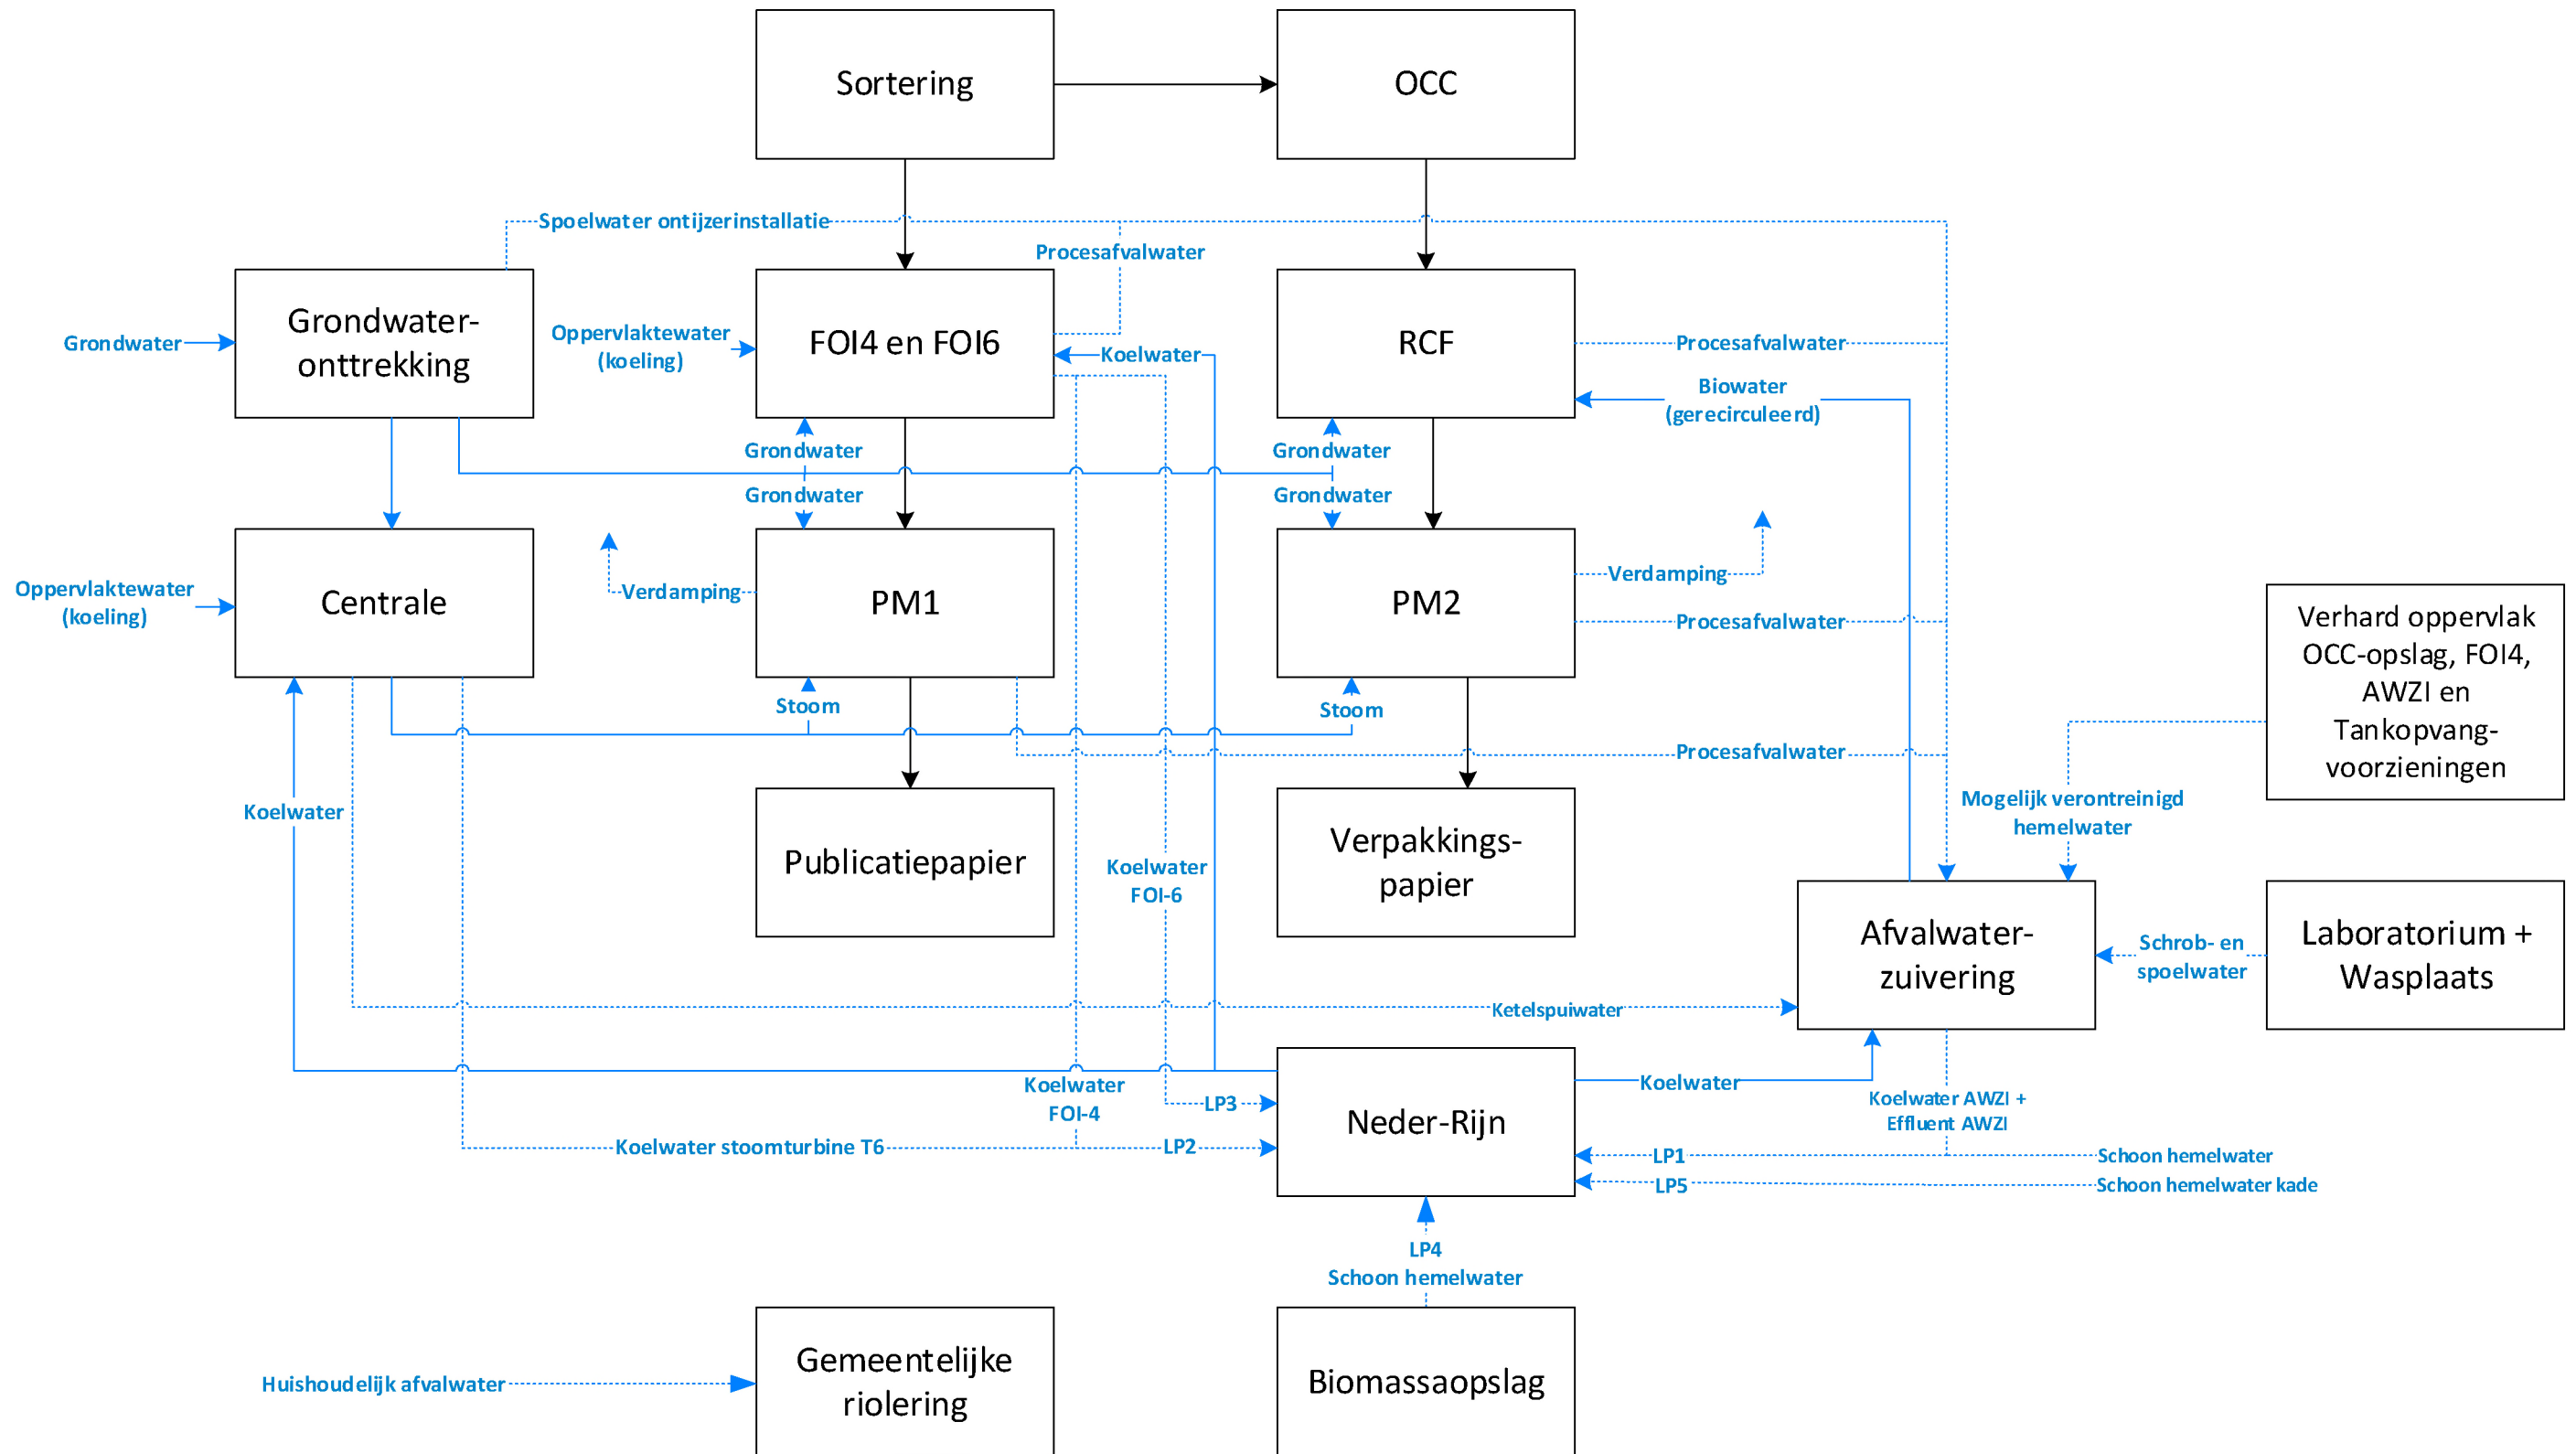 Sortering
OCC
Spoelwater ontijzerinstallatie
Procesafvalwater
Grondwater-
onttrekking
Grondwater
Oppervlaktewater
(koeling)
FOI4 en FOI6
Koelwater
RCF
Procesafvalwater
Biowater
(gerecirculeerd)
Grondwater
Grondwater
Grondwater
Grondwater
Oppervlaktewater
(koeling)
Centrale
Verdamping
PM1
PM2
Verdamping
Procesafvalwater
Verhard oppervlak
OCC-opslag, FOI4,
AWZI en
Tankopvang-
voorzieningen
Stoom
Stoom
Procesafvalwater
Koelwater
Mogelijk verontreinigd
hemelwater
Publicatiepapier
Koelwater
FOI-6
Verpakkings-
papier
Afvalwater-
zuivering
Schrob- en
spoelwater
Laboratorium +
Wasplaats
Ketelspuiwater
Koelwater
FOI-4
LP3
Neder-Rijn
Koelwater
Koelwater AWZI +
Effluent AWZI
Koelwater stoomturbine T6
LP2
LP1
Schoon hemelwater
LP5
Schoon hemelwater kade
LP4
Schoon hemelwater
Huishoudelijk afvalwater
Gemeentelijke
riolering
Biomassaopslag